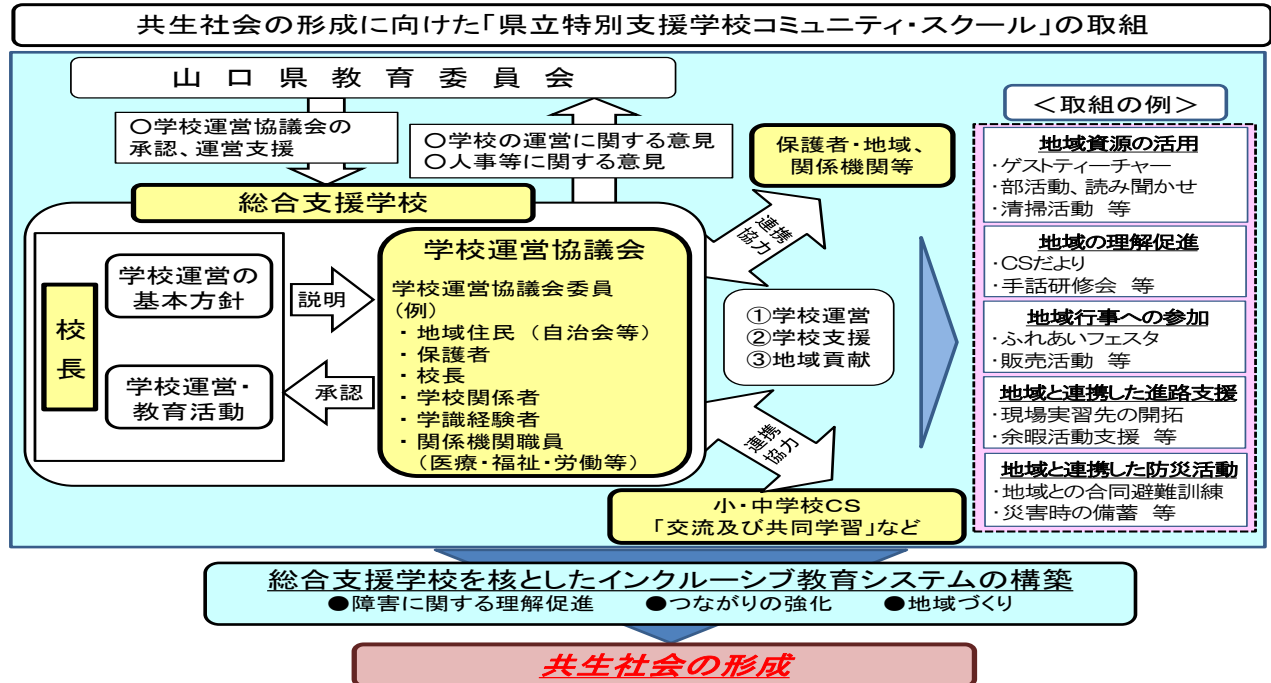 共生社会の形成に向けた「県立特別支援学校コミュニティ・スクール」の取組
山口県教育委員会
〇学校運営協議会の
承認、運営支援
〇学校の運営に関する意見
〇人事等に関する意見
総合支援学校
校長
学校運営の
基本方針
説明
学校運営・
教育活動
承認
学校運営協議会
学校運営協議会委員
(例)
・地域住民(自治会等)
・保護者
・校長
・学校関係者
・学識経験者
・関係機関職員
(医療・福祉・労働等)
保護者・地域、
関係機関等
連携
協力
①学校運営
②学校支援
③地域貢献
連携
協力
小・中学校CS
「交流及び共同学習」など
＜取組の例＞
地域資源の活用
・ゲストティーチャー
・部活動、読み聞かせ
・清掃活動 等
地域の理解促進
・CSだより
・手話研修会 等
地域行事への参加
・ふれあいフェスタ
・販売活動 等
地域と連携した進路支援
・現場実習先の開拓
・余暇活動支援 等
地域と連携した防災活動
・地域との合同避難訓練
・災害時の備蓄 等
総合支援学校を核としたインクルーシブ教育システムの構築
●障害に関する理解促進 ●つながりの強化 ●地域づくり
共生社会の形成